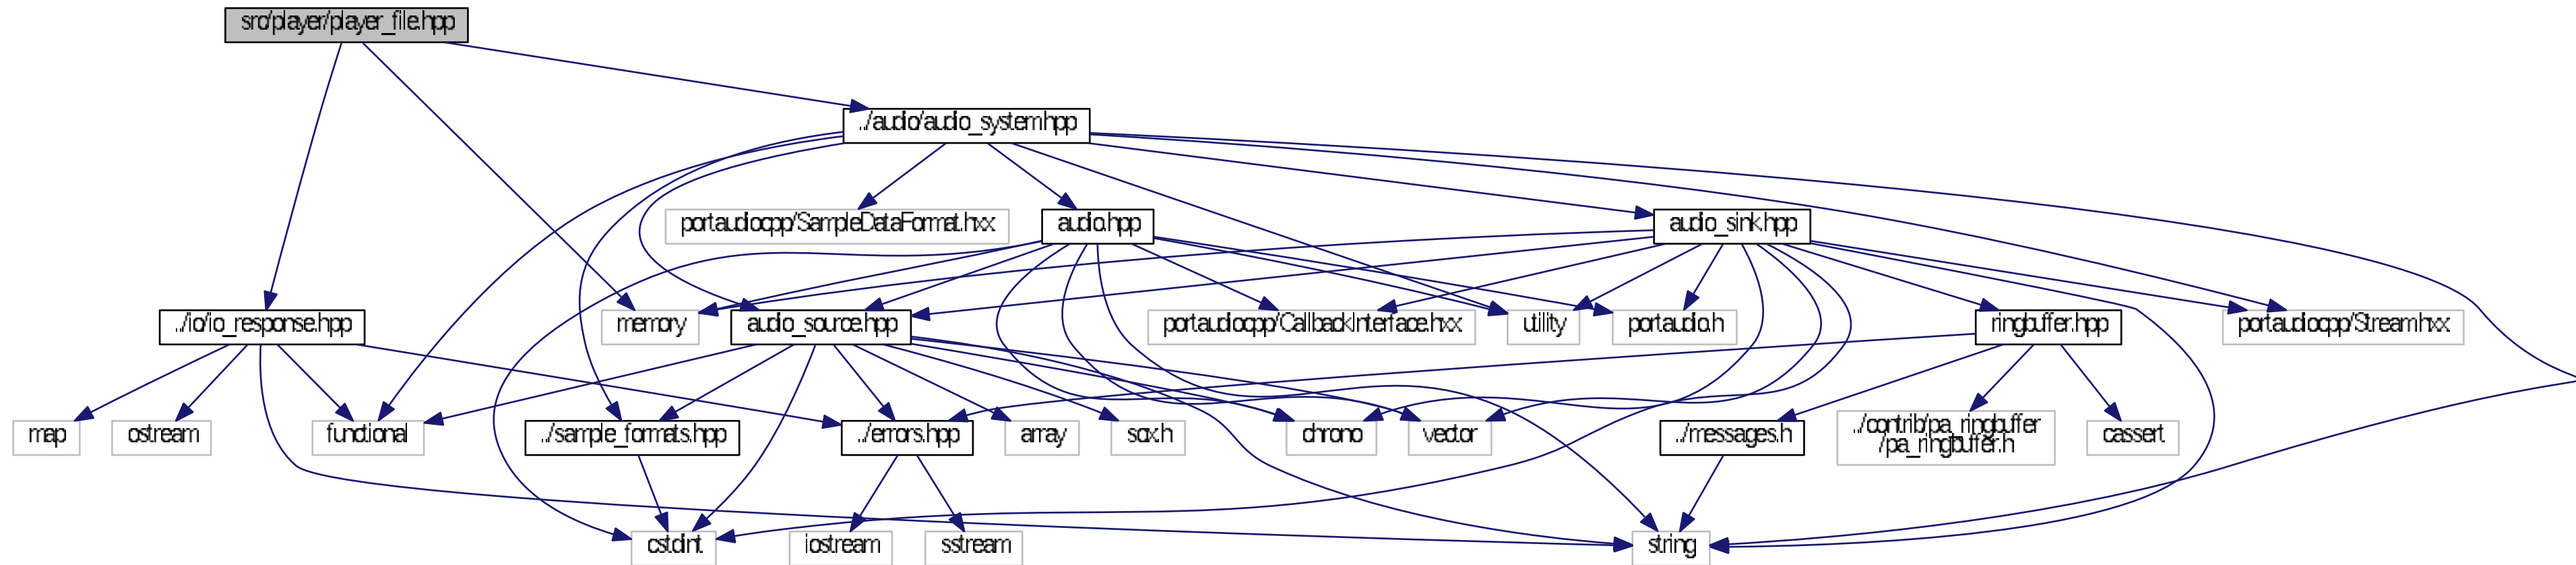 src/player/player_file.hpp
../audio/audio_system.hpp
portaudiocpp/SampleDataFormat.hxx
audio.hpp
audio_sink.hpp
../io/io_response.hpp
memory
audio_source.hpp
portaudiocpp/CallbackInterface.hxx
utility
portaudio.h
ringbuffer.hpp
portaudiocpp/Stream.hxx
map
ostream
functional
../sample_formats.hpp
../errors.hpp
array
sox.h
chrono
vector
../messages.h
../contrib/pa_ringbuffer
/pa_ringbuffer.h
cassert
cstdint
iostream
sstream
string